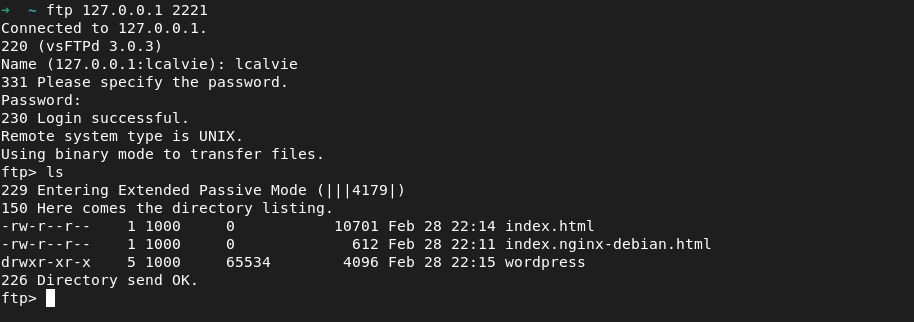 ➜  ~ ftp 127.0.0.1 2221
Connected to 127.0.0.1.
220 (vsFTPd 3.0.3)
Name (127.0.0.1:lcalvie): lcalvie
331 Please specify the password.
Password:
230 Login successful.
Remote system type is UNIX.
Using binary mode to transfer files.
ftp> ls
229 Entering Extended Passive Mode (|||4179|)
150 Here comes the directory listing.
-rw-r--r--    1 1000     0           10701 Feb 28 22:14 index.html
-rw-r--r--    1 1000     0             612 Feb 28 22:11 index.nginx-debian.html
drwxr-xr-x    5 1000     65534        4096 Feb 28 22:15 wordpress
226 Directory send OK.
ftp>